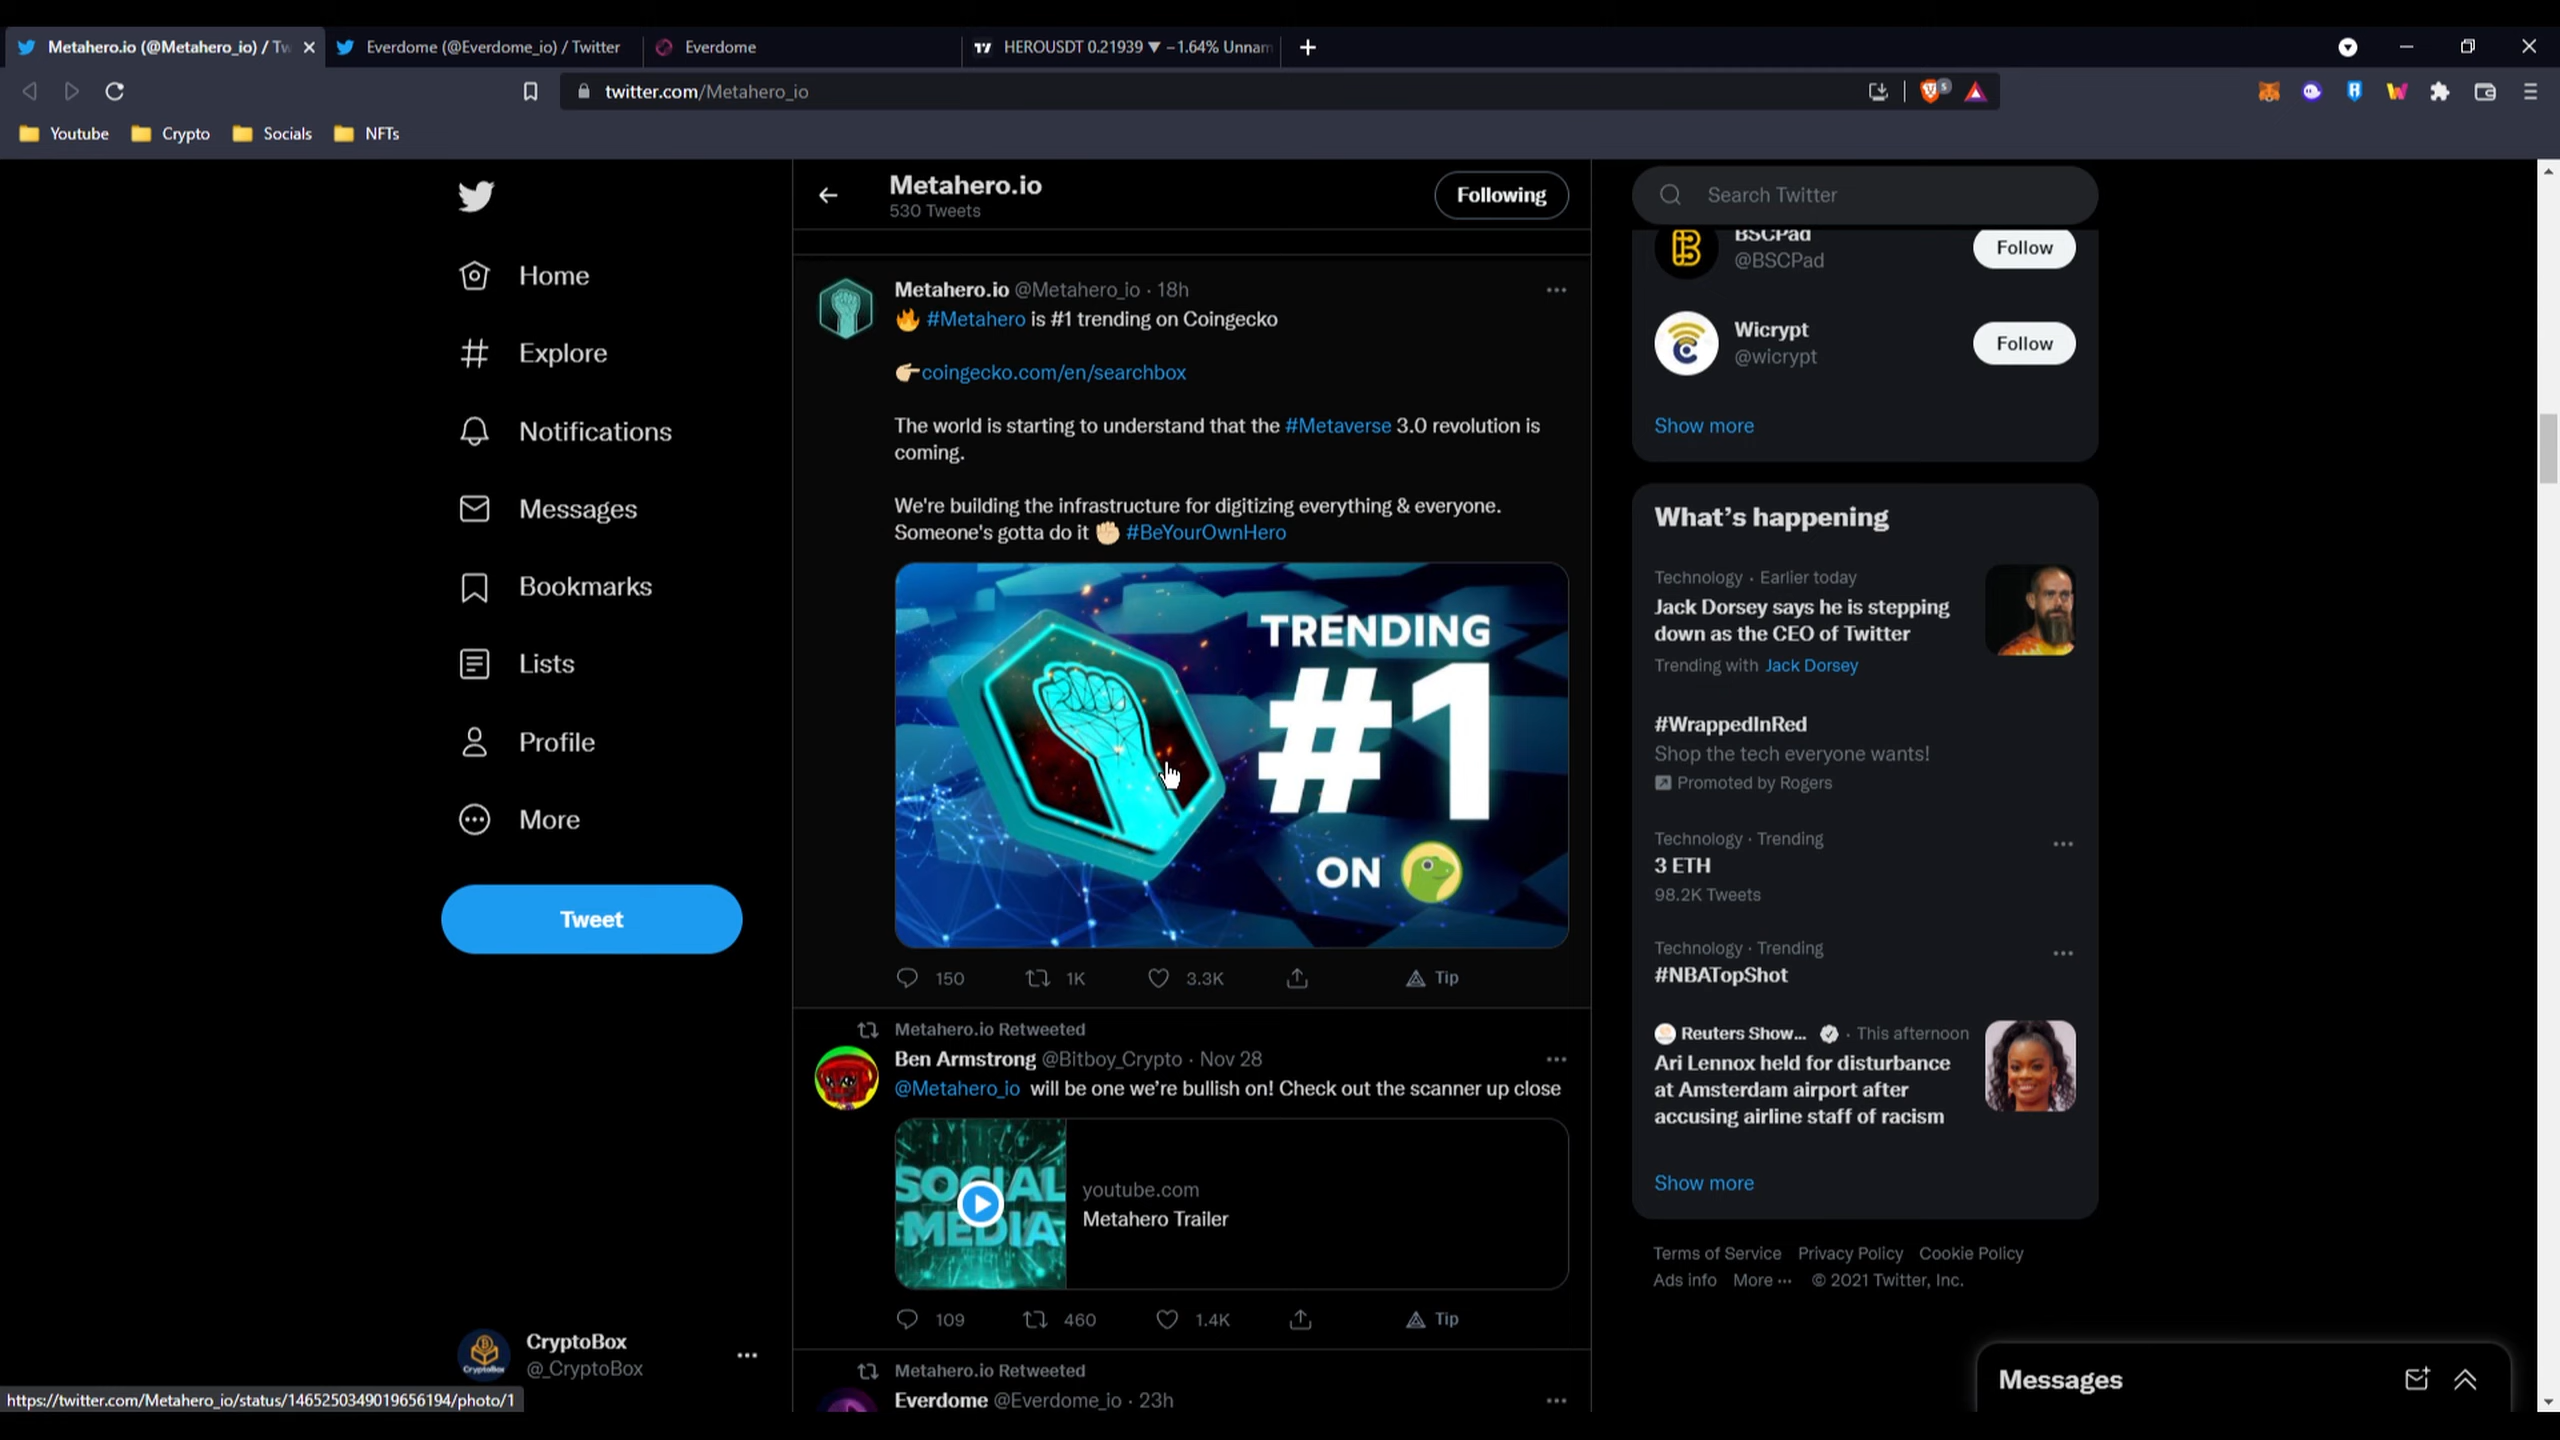 Metahero.io (@Metahero_io) / Tw
Everdome (@Everdome_io) / Twitter
Everdome
HEROUSDT 0.21939 ▼ −1.64% Unnam
twitter.com/Metahero_io
Youtube
Crypto
Socials
NFTs
Home
Explore
Notifications
Messages
Bookmarks
Lists
Profile
More
Tweet
CryptoBox
@_CryptoBox
https://twitter.com/Metahero_io/status/1465250349019656194/photo/1
Metahero.io
530 Tweets
Following
Metahero.io @Metahero_io · 18h
🔥 #Metahero is #1 trending on Coingecko
👉coingecko.com/en/searchbox
The world is starting to understand that the #Metaverse 3.0 revolution is
coming.
We're building the infrastructure for digitizing everything & everyone.
Someone's gotta do it ✊ #BeYourOwnHero
TRENDING
#1
ON
150 1K 3.3K Tip
Metahero.io Retweeted
Ben Armstrong @Bitboy_Crypto · Nov 28
@Metahero_io will be one we're bullish on! Check out the scanner up close
SOCIAL
MEDIA
youtube.com
Metahero Trailer
109 460 1.4K Tip
Metahero.io Retweeted
Everdome @Everdome_io · 23h
Search Twitter
BSCPad
@BSCPad
Follow
Wicrypt
@wicrypt
Follow
Show more
What's happening
Technology · Earlier today
Jack Dorsey says he is stepping
down as the CEO of Twitter
Trending with Jack Dorsey
#WrappedInRed
Shop the tech everyone wants!
Promoted by Rogers
Technology · Trending
3 ETH
98.2K Tweets
Technology · Trending
#NBATopShot
Reuters Show... · This afternoon
Ari Lennox held for disturbance
at Amsterdam airport after
accusing airline staff of racism
Show more
Terms of Service Privacy Policy Cookie Policy
Ads info More ··· © 2021 Twitter, Inc.
Messages